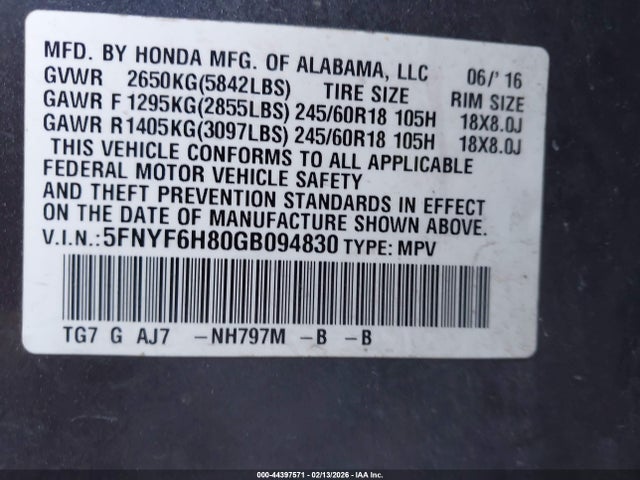 MFD. BY HONDA MFG. OF ALABAMA, LLC 06/'16
GVWR 2650KG(5842LBS) TIRE SIZE RIM SIZE
GAWR F 1295KG(2855LBS) 245/60R18 105H 18X8.0J
GAWR R 1405KG(3097LBS) 245/60R18 105H 18X8.0J
THIS VEHICLE CONFORMS TO ALL APPLICABLE
FEDERAL MOTOR VEHICLE SAFETY
AND THEFT PREVENTION STANDARDS IN EFFECT
ON THE DATE OF MANUFACTURE SHOWN ABOVE.
V.I.N.: 5FNYF6H80GB094830 TYPE: MPV
TG7 G AJ7 -NH797M -B -B
000-44397571 - 02/13/2026 - IAA Inc.